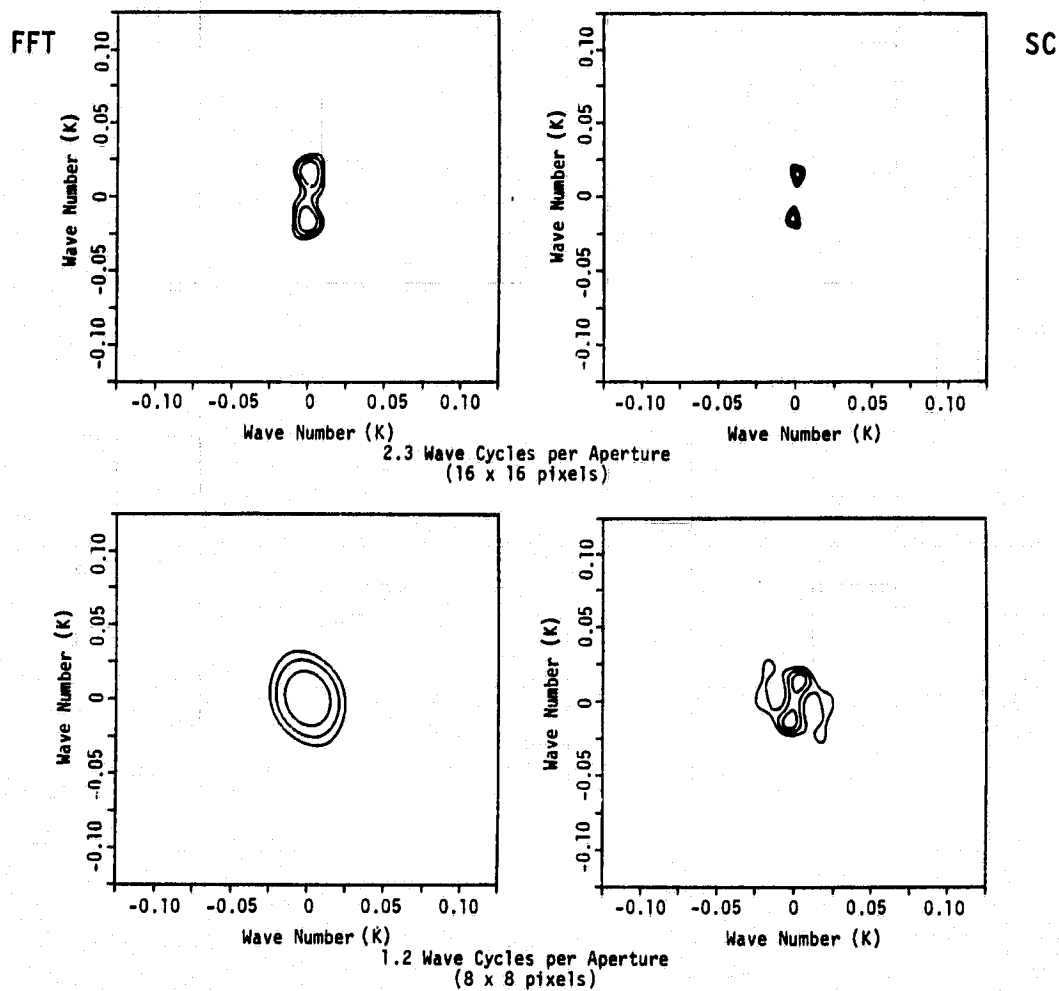 FFT
SC
Wave Number (K)
0.10
0.05
0
-0.05
-0.10
-0.10 -0.05 0 0.05 0.10
Wave Number (K)
Wave Number (K)
0.10
0.05
0
-0.05
-0.10
-0.10 -0.05 0 0.05 0.10
Wave Number (K)
2.3 Wave Cycles per Aperture
(16 x 16 pixels)
Wave Number (K)
0.10
0.05
0
-0.05
-0.10
-0.10 -0.05 0 0.05 0.10
Wave Number (K)
Wave Number (K)
0.10
0.05
0
-0.05
-0.10
-0.10 -0.05 0 0.05 0.10
Wave Number (K)
1.2 Wave Cycles per Aperture
(8 x 8 pixels)